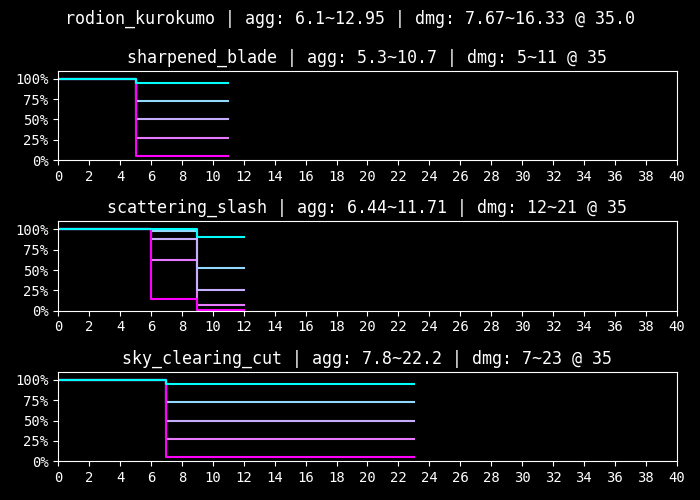 rodion_kurokumo | agg: 6.1~12.95 | dmg: 7.67~16.33 @ 35.0
sharpened_blade | agg: 5.3~10.7 | dmg: 5~11 @ 35
100%
75%
50%
25%
0%
0 2 4 6 8 10 12 14 16 18 20 22 24 26 28 30 32 34 36 38 40
scattering_slash | agg: 6.44~11.71 | dmg: 12~21 @ 35
100%
75%
50%
25%
0%
0 2 4 6 8 10 12 14 16 18 20 22 24 26 28 30 32 34 36 38 40
sky_clearing_cut | agg: 7.8~22.2 | dmg: 7~23 @ 35
100%
75%
50%
25%
0%
0 2 4 6 8 10 12 14 16 18 20 22 24 26 28 30 32 34 36 38 40